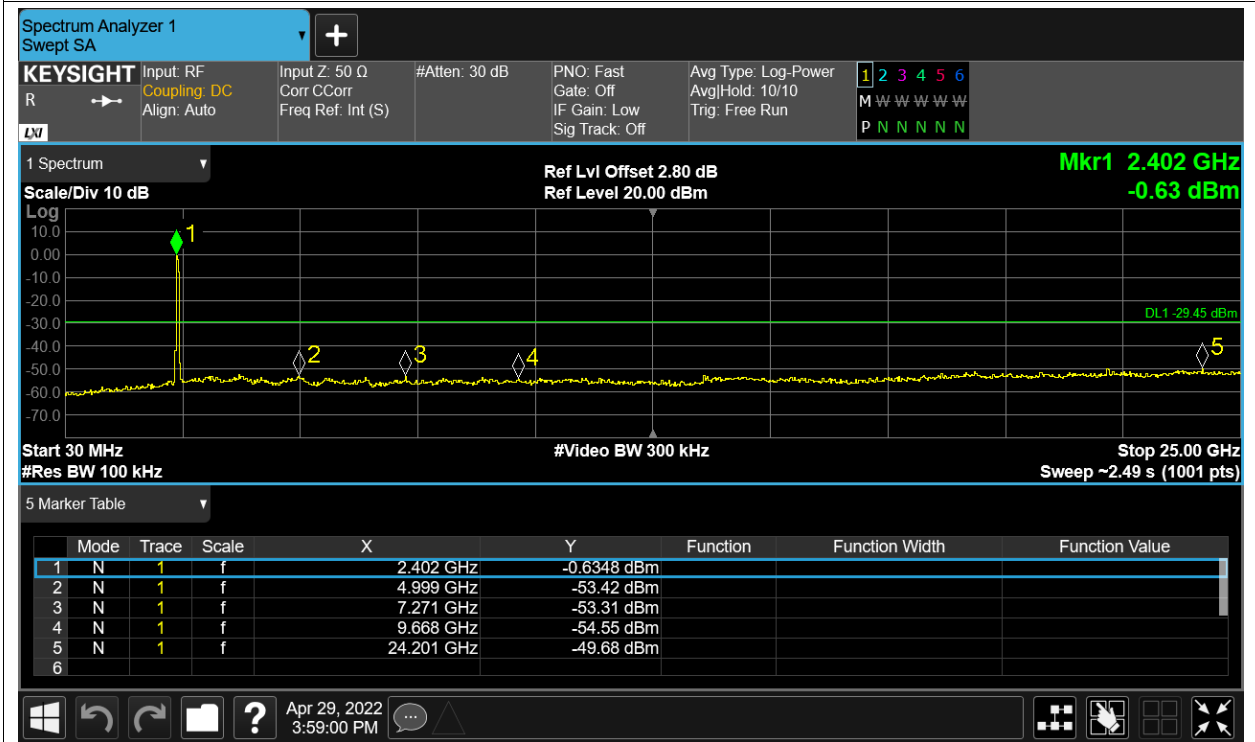 Spectrum Analyzer 1
Swept SA
+
KEYSIGHT
R
LXI
Input: RF
Coupling: DC
Align: Auto
Input Z: 50 Ω
Corr CCorr
Freq Ref: Int (S)
#Atten: 30 dB
PNO: Fast
Gate: Off
IF Gain: Low
Sig Track: Off
Avg Type: Log-Power
Avg|Hold: 10/10
Trig: Free Run
1 2 3 4 5 6
M W W W W W
P N N N N N
1 Spectrum
Scale/Div 10 dB
Ref Lvl Offset 2.80 dB
Ref Level 20.00 dBm
Mkr1 2.402 GHz
-0.63 dBm
Log
10.0
0.00
-10.0
-20.0
-30.0
-40.0
-50.0
-60.0
-70.0
1
2
3
4
5
DL1 -29.45 dBm
Start 30 MHz
#Res BW 100 kHz
#Video BW 300 kHz
Stop 25.00 GHz
Sweep ~2.49 s (1001 pts)
5 Marker Table
Mode Trace Scale X Y Function Function Width Function Value
1 N 1 f 2.402 GHz -0.6348 dBm
2 N 1 f 4.999 GHz -53.42 dBm
3 N 1 f 7.271 GHz -53.31 dBm
4 N 1 f 9.668 GHz -54.55 dBm
5 N 1 f 24.201 GHz -49.68 dBm
6
?
Apr 29, 2022
3:59:00 PM